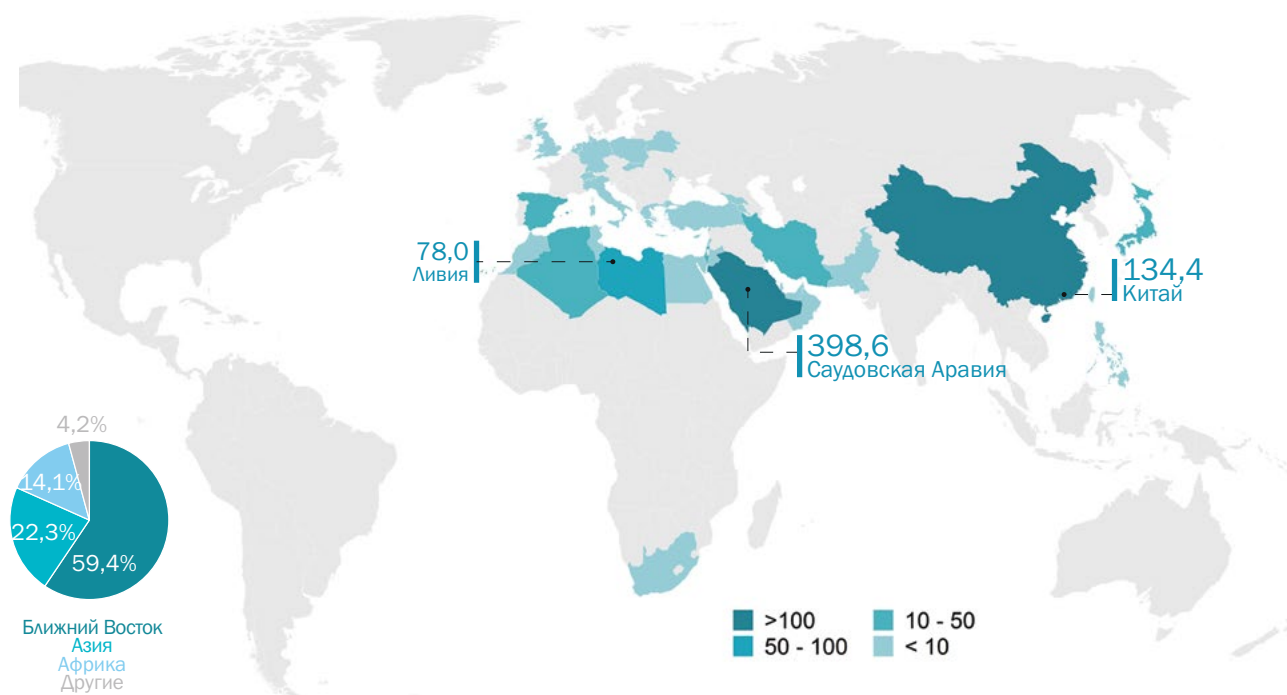 78,0
Ливия
134,4
Китай
398,6
Саудовская Аравия
4,2%
14,1%
22,3%
59,4%
Ближний Восток
Азия
Африка
Другие
>100
10 - 50
50 - 100
< 10